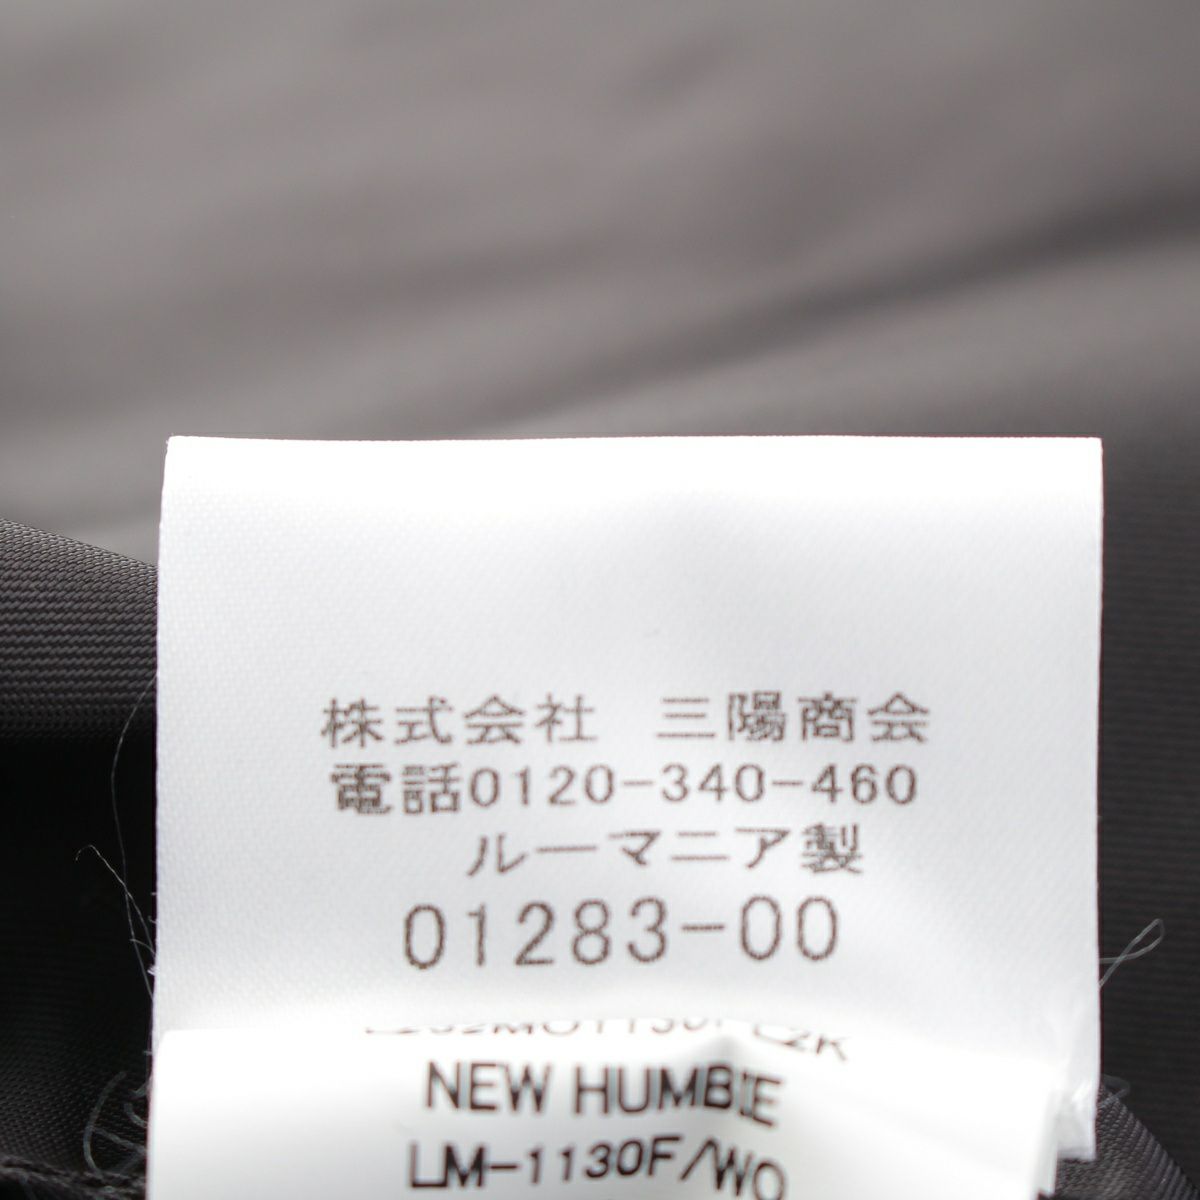 株式会社 三陽商会
電話0120-340-460
ルーマニア製
01283-00
NEW HUMBIE
LM-1130F/WO